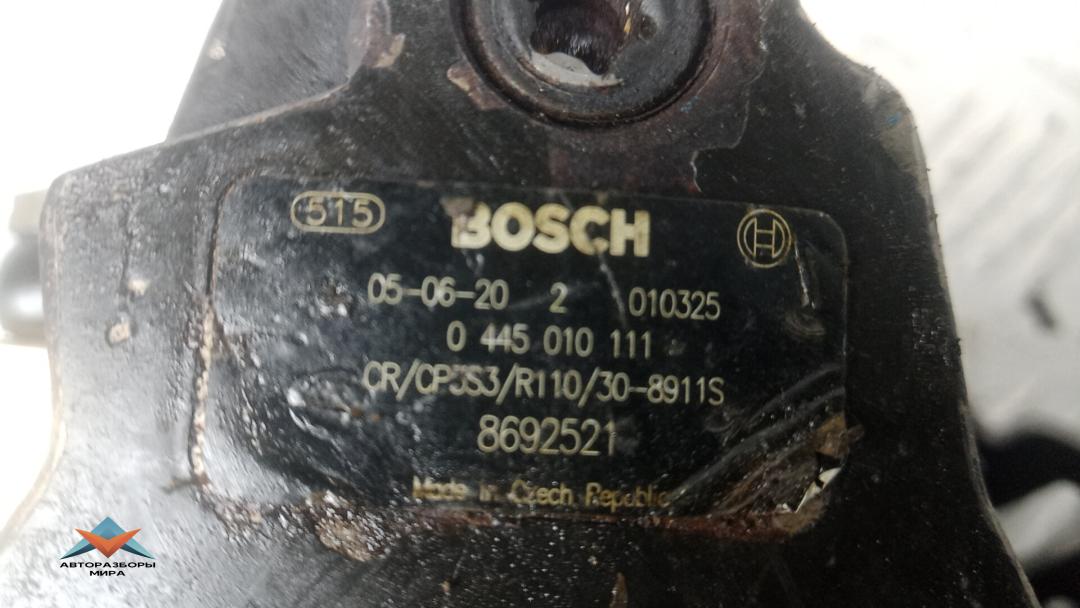 515 BOSCH
05-06-20 2 010325
0 445 010 111
CR/CP3S3/R110/30-8911S
8692521
Made in Czech Republic
АВТОРАЗБОРЫ
МИРА